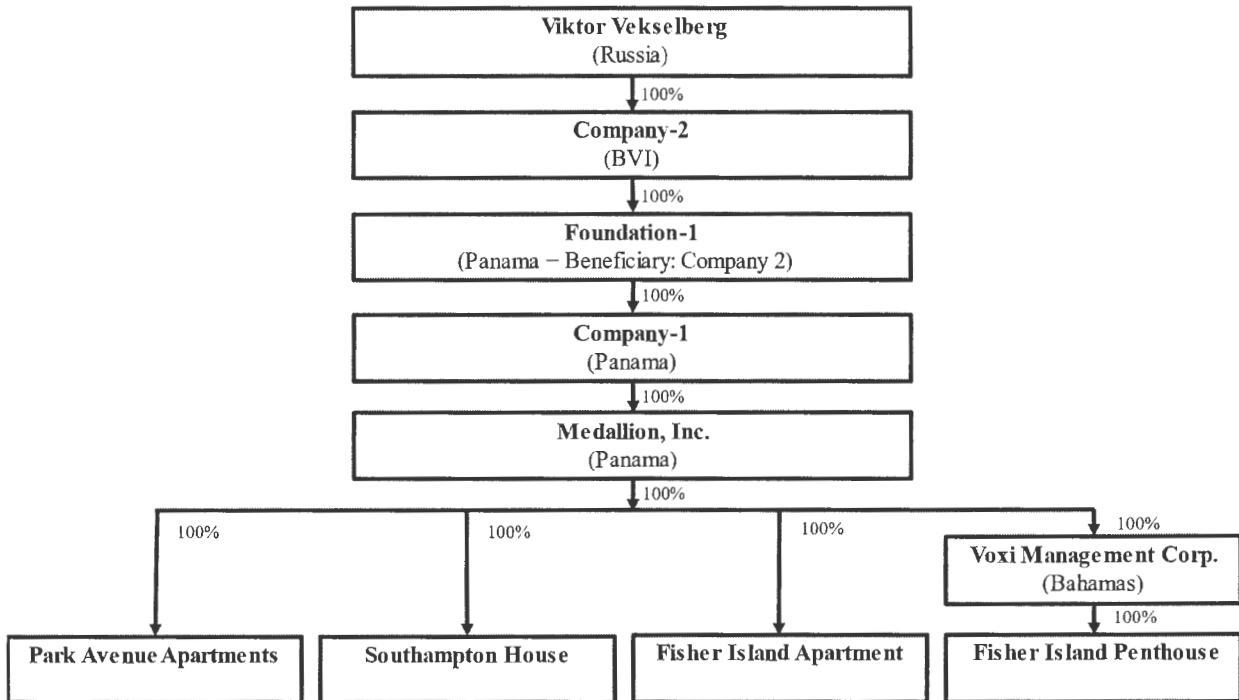 Viktor Vekselberg
(Russia)
100%
Company-2
(BVI)
100%
Foundation-1
(Panama − Beneficiary: Company 2)
100%
Company-1
(Panama)
100%
Medallion, Inc.
(Panama)
100%
100%
100%
100%
100%
Voxi Management Corp.
(Bahamas)
100%
Park Avenue Apartments
Southampton House
Fisher Island Apartment
Fisher Island Penthouse